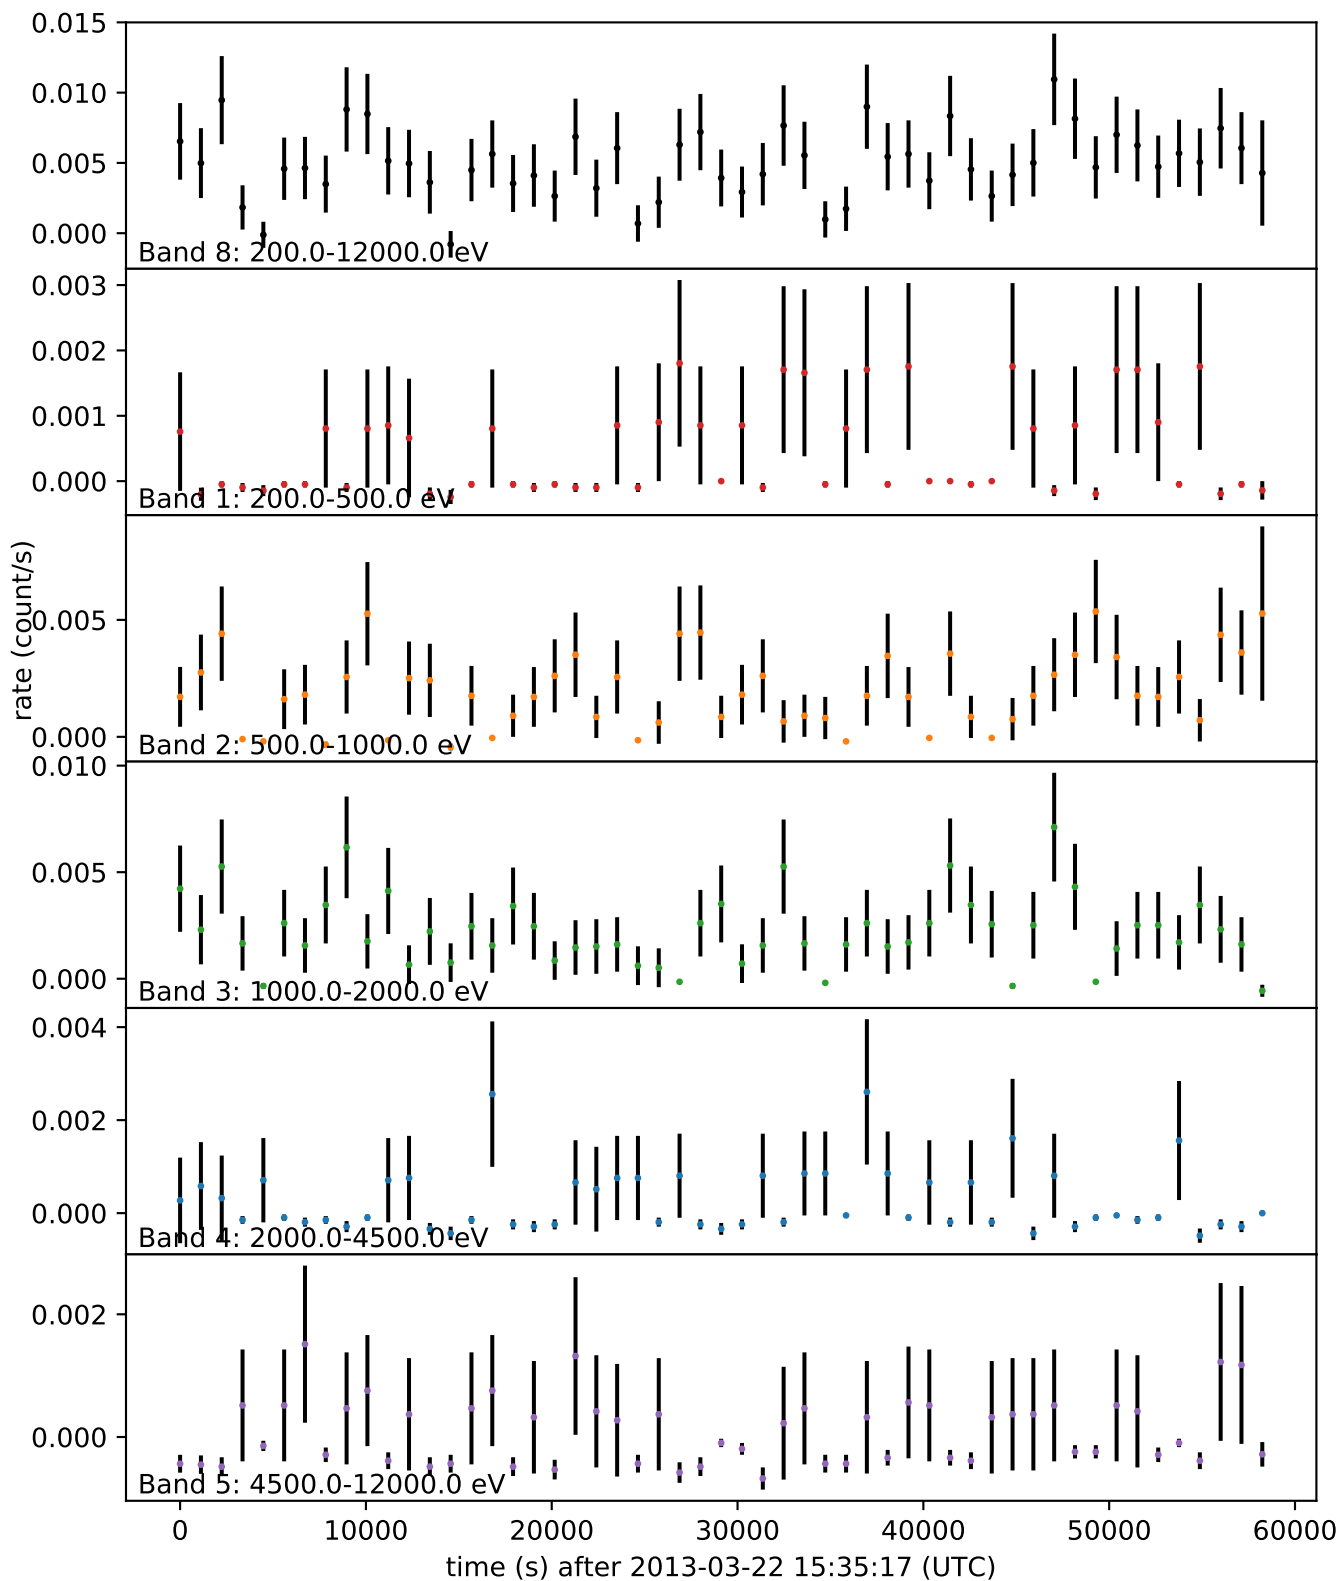 0.015
0.010
0.005
0.000
Band 8: 200.0-12000.0 eV
0.003
0.002
0.001
0.000
Band 1: 200.0-500.0 eV
rate (count/s)
0.005
0.000
Band 2: 500.0-1000.0 eV
0.010
0.005
0.000
Band 3: 1000.0-2000.0 eV
0.004
0.002
0.000
Band 4: 2000.0-4500.0 eV
0.002
0.000
Band 5: 4500.0-12000.0 eV
0 10000 20000 30000 40000 50000 60000
time (s) after 2013-03-22 15:35:17 (UTC)